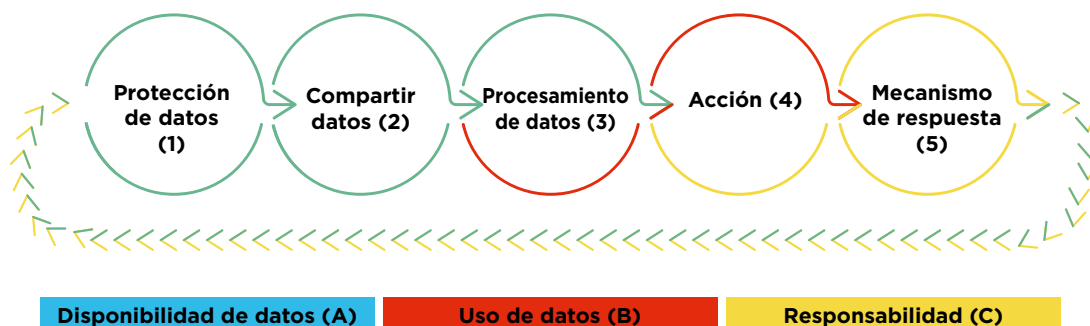 Protección
de datos
(1)
Compartir
datos (2)
Procesamiento
de datos (3)
Acción (4)
Mecanismo
de respuesta
(5)
Disponibilidad de datos (A)
Uso de datos (B)
Responsabilidad (C)